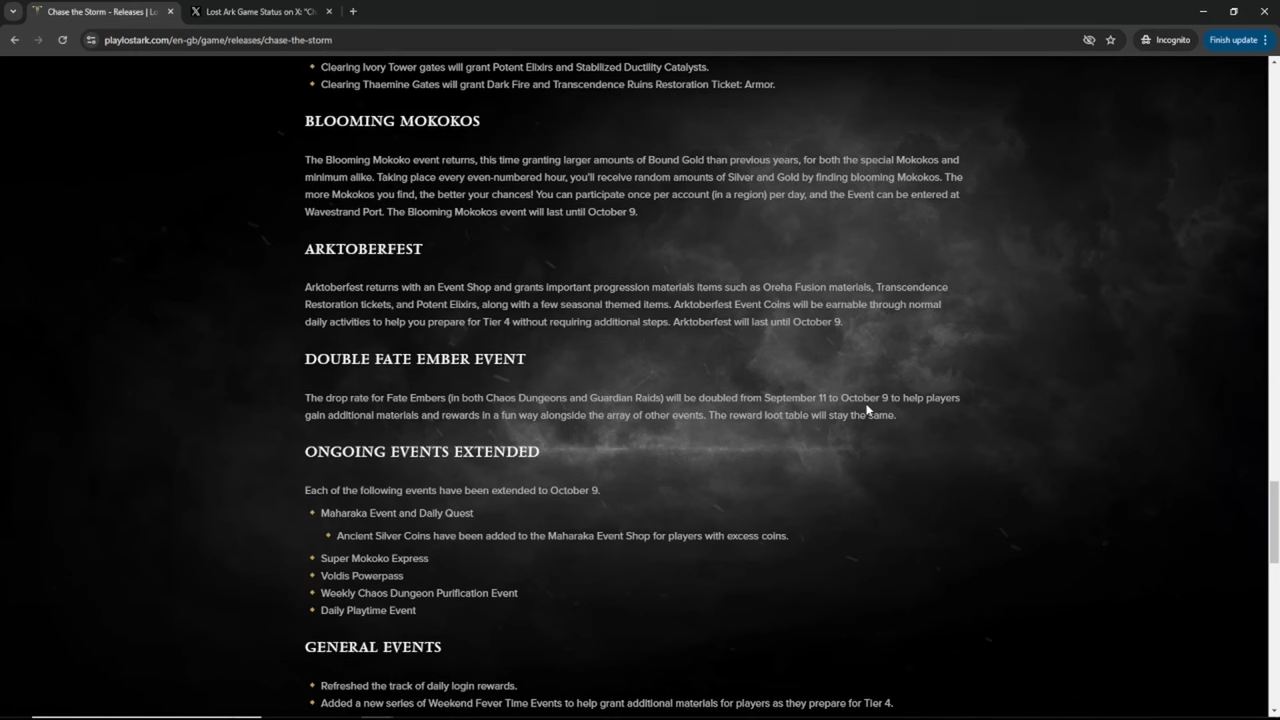 Chase the Storm - Releases | Lo
Lost Ark Game Status on X: "Ch
playlostark.com/en-gb/game/releases/chase-the-storm
Incognito
Finish update
Clearing Ivory Tower gates will grant Potent Elixirs and Stabilized Ductility Catalysts.
Clearing Thaemine Gates will grant Dark Fire and Transcendence Ruins Restoration Ticket: Armor.
BLOOMING MOKOKOS
The Blooming Mokoko event returns, this time granting larger amounts of Bound Gold than previous years, for both the special Mokokos and
minimum alike. Taking place every even-numbered hour, you'll receive random amounts of Silver and Gold by finding blooming Mokokos. The
more Mokokos you find, the better your chances! You can participate once per account (in a region) per day, and the Event can be entered at
Wavestrand Port. The Blooming Mokokos event will last until October 9.
ARKTOBERFEST
Arktoberfest returns with an Event Shop and grants important progression materials items such as Oreha Fusion materials, Transcendence
Restoration tickets, and Potent Elixirs, along with a few seasonal themed items. Arktoberfest Event Coins will be earnable through normal
daily activities to help you prepare for Tier 4 without requiring additional steps. Arktoberfest will last until October 9.
DOUBLE FATE EMBER EVENT
The drop rate for Fate Embers (in both Chaos Dungeons and Guardian Raids) will be doubled from September 11 to October 9 to help players
gain additional materials and rewards in a fun way alongside the array of other events. The reward loot table will stay the same.
ONGOING EVENTS EXTENDED
Each of the following events have been extended to October 9.
Maharaka Event and Daily Quest
Ancient Silver Coins have been added to the Maharaka Event Shop for players with excess coins.
Super Mokoko Express
Voldis Powerpass
Weekly Chaos Dungeon Purification Event
Daily Playtime Event
GENERAL EVENTS
Refreshed the track of daily login rewards.
Added a new series of Weekend Fever Time Events to help grant additional materials for players as they prepare for Tier 4.